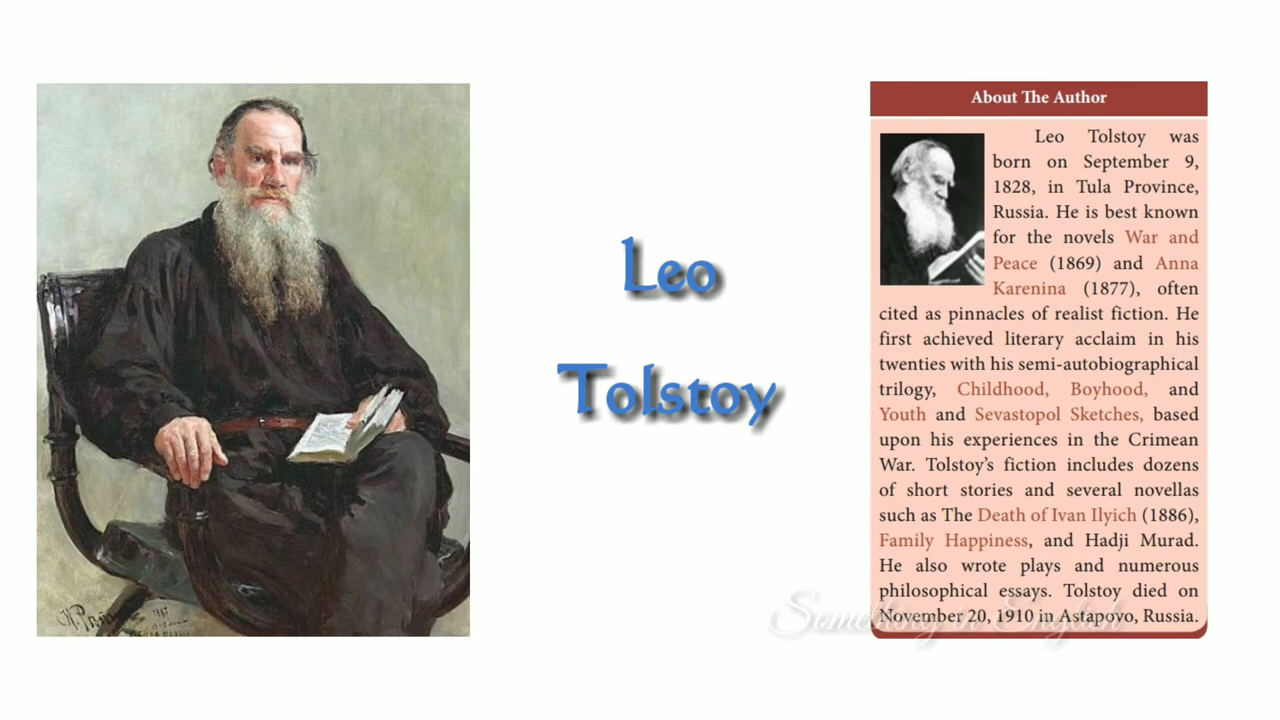 Leo
Tolstoy
About The Author
Leo Tolstoy was
born on September 9,
1828, in Tula Province,
Russia. He is best known
for the novels War and
Peace (1869) and Anna
Karenina (1877), often
cited as pinnacles of realist fiction. He
first achieved literary acclaim in his
twenties with his semi-autobiographical
trilogy, Childhood, Boyhood, and
Youth and Sevastopol Sketches, based
upon his experiences in the Crimean
War. Tolstoy's fiction includes dozens
of short stories and several novellas
such as The Death of Ivan Ilyich (1886),
Family Happiness, and Hadji Murad.
He also wrote plays and numerous
philosophical essays. Tolstoy died on
November 20, 1910 in Astapovo, Russia.
Something in English